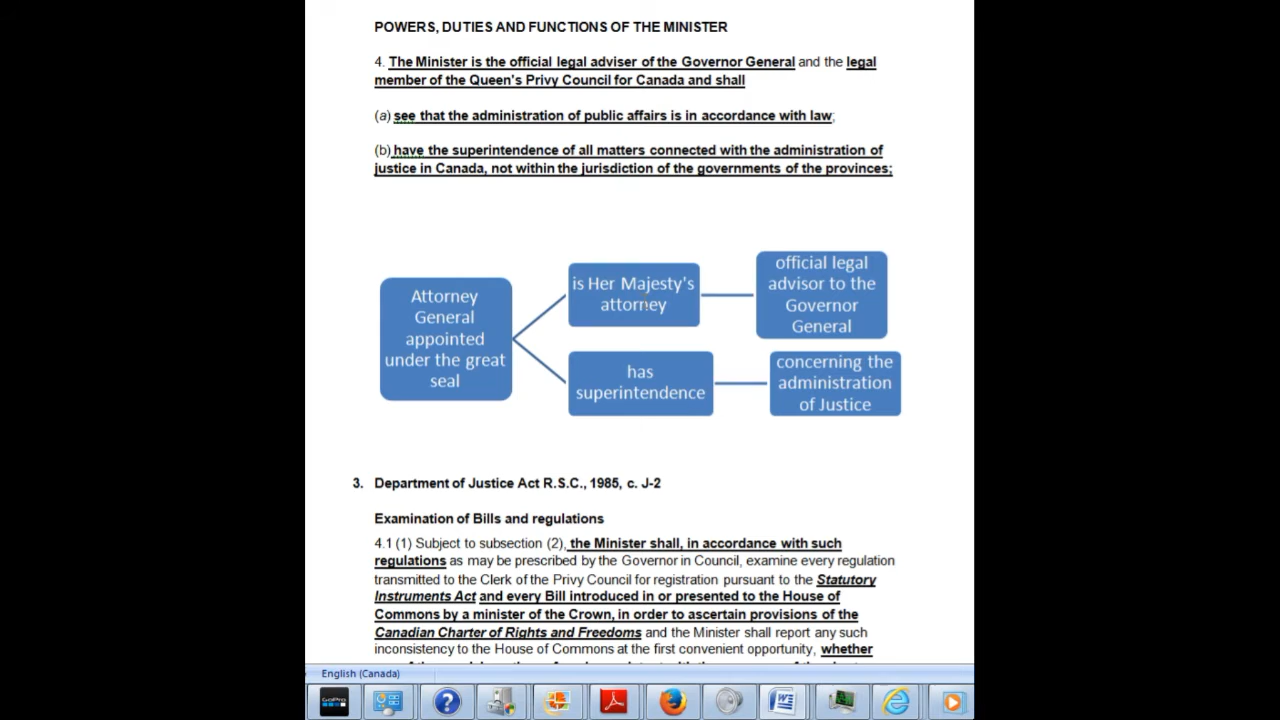 POWERS, DUTIES AND FUNCTIONS OF THE MINISTER
4. The Minister is the official legal adviser of the Governor General and the legal
member of the Queen's Privy Council for Canada and shall
(a) see that the administration of public affairs is in accordance with law;
(b) have the superintendence of all matters connected with the administration of
justice in Canada, not within the jurisdiction of the governments of the provinces;
Attorney
General
appointed
under the great
seal
is Her Majesty's
attorney
official legal
advisor to the
Governor
General
has
superintendence
concerning the
administration
of Justice
3. Department of Justice Act R.S.C., 1985, c. J-2
Examination of Bills and regulations
4.1 (1) Subject to subsection (2), the Minister shall, in accordance with such
regulations as may be prescribed by the Governor in Council, examine every regulation
transmitted to the Clerk of the Privy Council for registration pursuant to the Statutory
Instruments Act and every Bill introduced in or presented to the House of
Commons by a minister of the Crown, in order to ascertain provisions of the
Canadian Charter of Rights and Freedoms and the Minister shall report any such
inconsistency to the House of Commons at the first convenient opportunity, whether
English (Canada)
GoPro